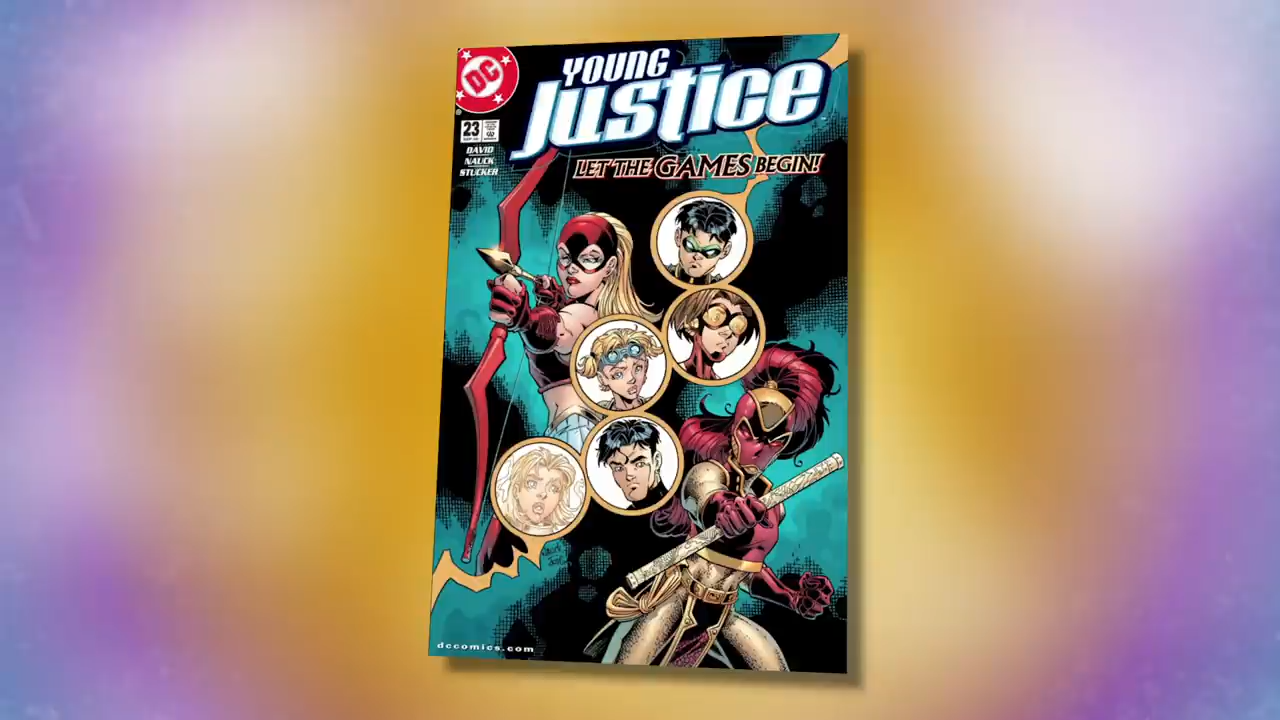 DC
YOUNG
JUSTICE
23
DAVID
NAUCK
STUCKER
LET THE GAMES BEGIN!
dccomics.com